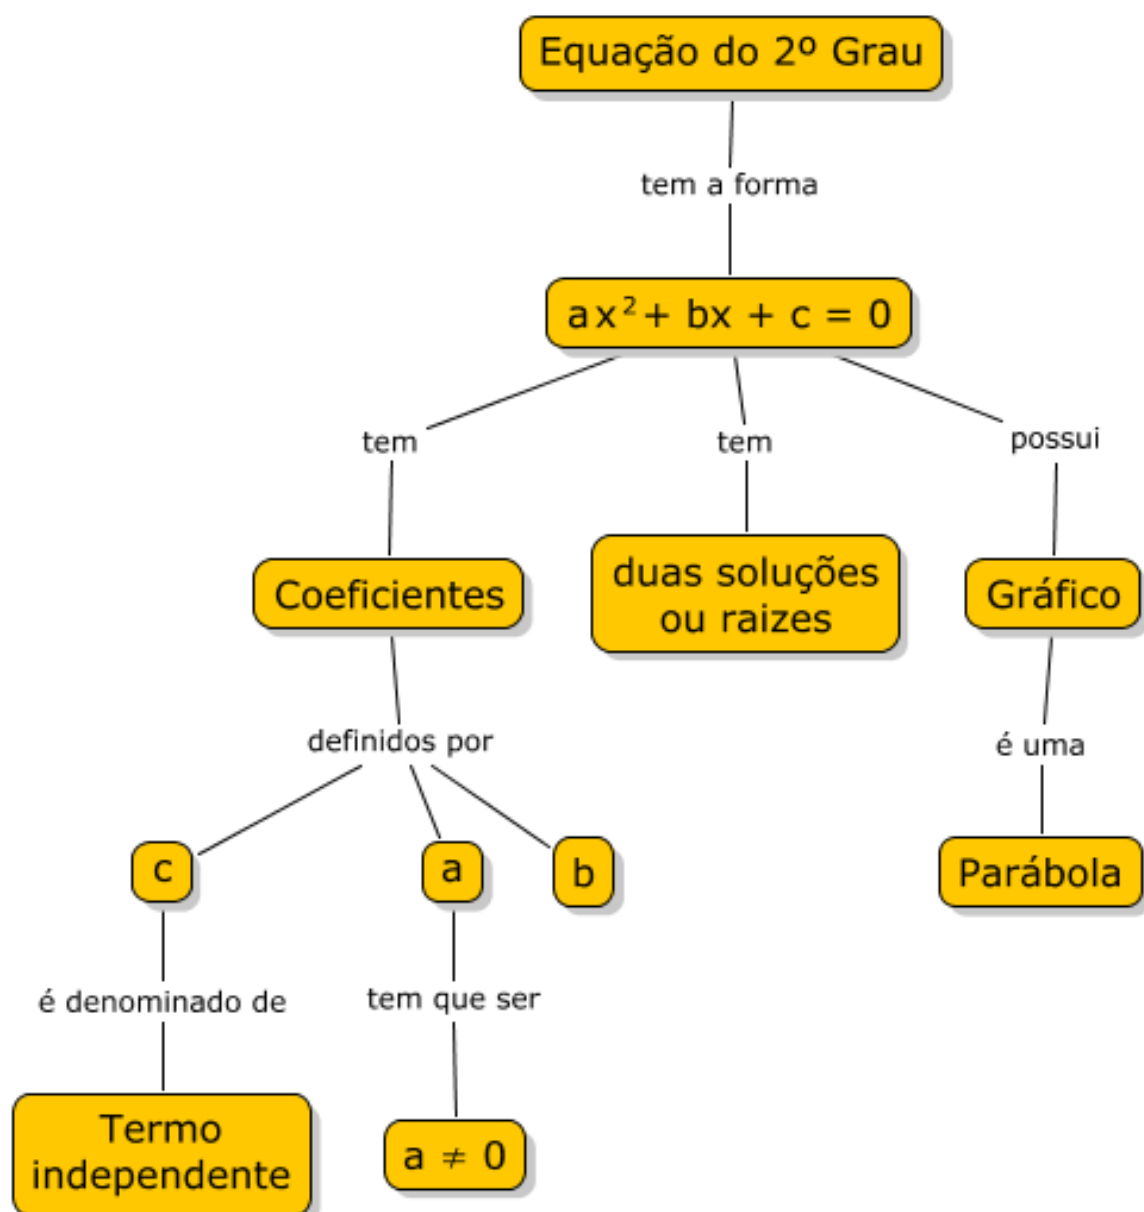 Equação do 2º Grau
tem a forma
ax²+ bx + c = 0
tem
tem
possui
Coeficientes
duas soluções
ou raizes
Gráfico
definidos por
é uma
c
a
b
Parábola
é denominado de
tem que ser
Termo
independente
a ≠ 0